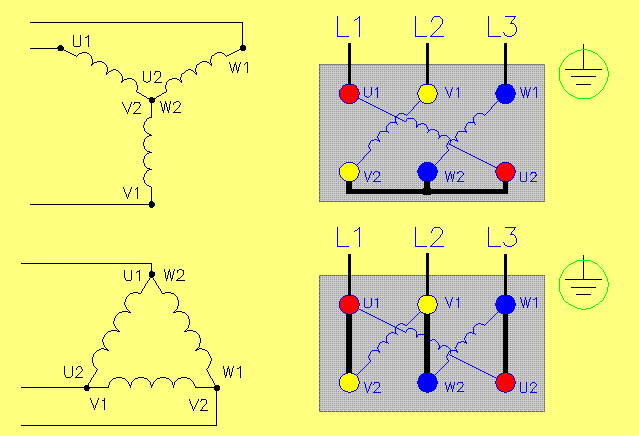 U1
W1
U2
V2 W2
V1
L1 L2 L3
U1 V1 W1
V2 W2 U2
U1 W2
U2 W1
V1 V2
L1 L2 L3
U1 V1 W1
V2 W2 U2